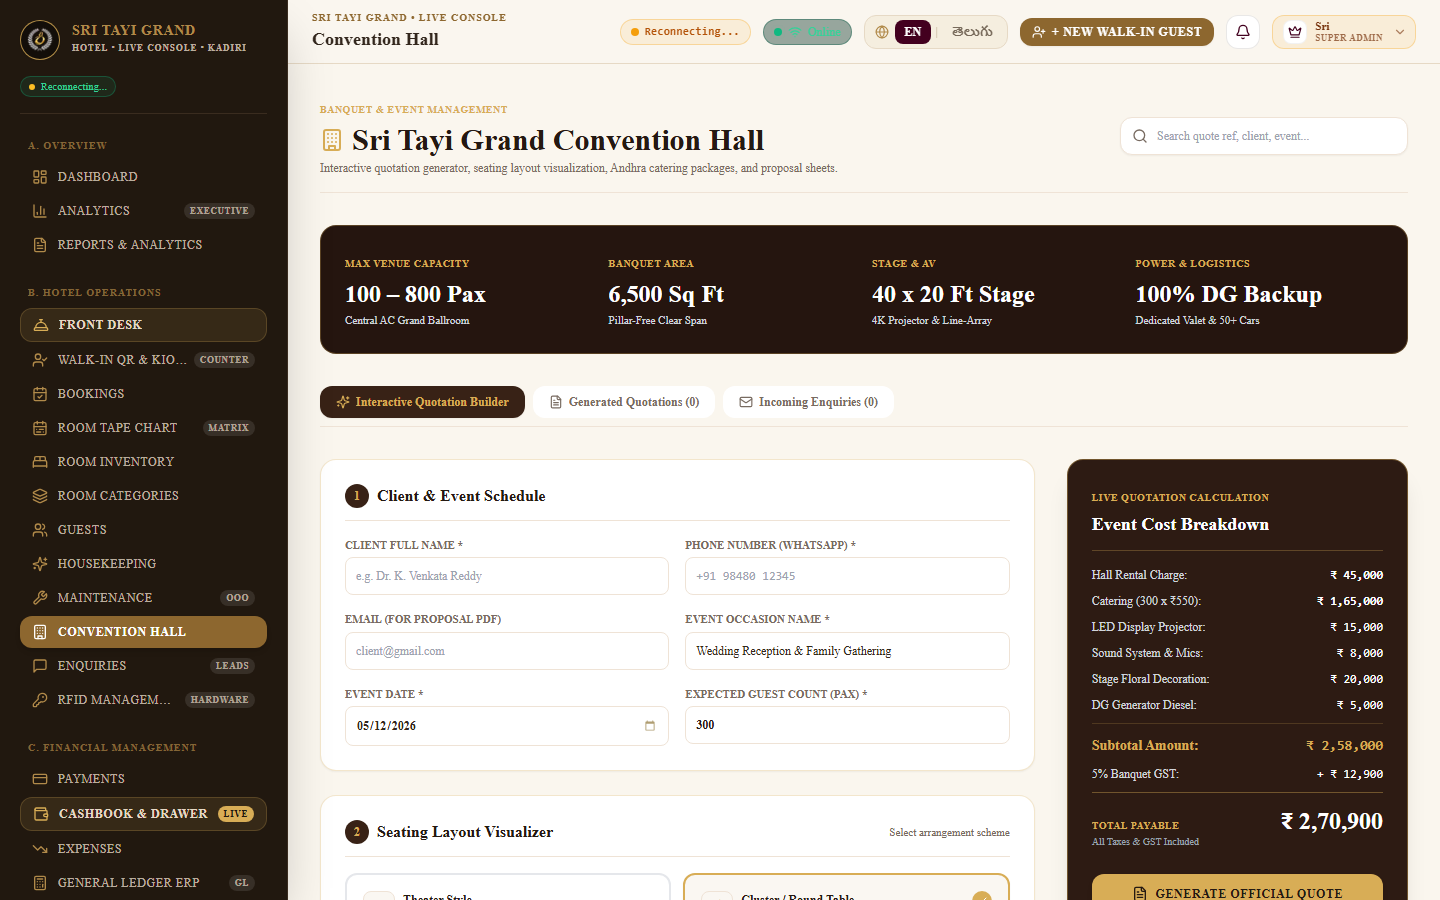 SRI TAYI GRAND
HOTEL • LIVE CONSOLE • KADIRI
Reconnecting...
A. OVERVIEW
DASHBOARD
ANALYTICS
EXECUTIVE
REPORTS & ANALYTICS
B. HOTEL OPERATIONS
FRONT DESK
WALK-IN QR & KIO...
COUNTER
BOOKINGS
ROOM TAPE CHART
MATRIX
ROOM INVENTORY
ROOM CATEGORIES
GUESTS
HOUSEKEEPING
MAINTENANCE
OOO
CONVENTION HALL
ENQUIRIES
LEADS
RFID MANAGEM...
HARDWARE
C. FINANCIAL MANAGEMENT
PAYMENTS
CASHBOOK & DRAWER
LIVE
EXPENSES
GENERAL LEDGER ERP
GL
SRI TAYI GRAND • LIVE CONSOLE
Convention Hall
Reconnecting...
EN
తెలుగు
+ NEW WALK-IN GUEST
Sri
SUPER ADMIN
BANQUET & EVENT MANAGEMENT
Sri Tayi Grand Convention Hall
Interactive quotation generator, seating layout visualization, Andhra catering packages, and proposal sheets.
Search quote ref, client, event...
MAX VENUE CAPACITY
100 – 800 Pax
Central AC Grand Ballroom
BANQUET AREA
6,500 Sq Ft
Pillar-Free Clear Span
STAGE & AV
40 x 20 Ft Stage
4K Projector & Line-Array
POWER & LOGISTICS
100% DG Backup
Dedicated Valet & 50+ Cars
Interactive Quotation Builder
Generated Quotations (0)
Incoming Enquiries (0)
1 Client & Event Schedule
CLIENT FULL NAME *
e.g. Dr. K. Venkata Reddy
PHONE NUMBER (WHATSAPP) *
+91 98480 12345
EMAIL (FOR PROPOSAL PDF)
client@gmail.com
EVENT OCCASION NAME *
Wedding Reception & Family Gathering
EVENT DATE *
05/12/2026
EXPECTED GUEST COUNT (PAX) *
300
2 Seating Layout Visualizer
Select arrangement scheme
Theater Style
Cluster / Round Table
LIVE QUOTATION CALCULATION
Event Cost Breakdown
Hall Rental Charge: ₹ 45,000
Catering (300 x ₹550): ₹ 1,65,000
LED Display Projector: ₹ 15,000
Sound System & Mics: ₹ 8,000
Stage Floral Decoration: ₹ 20,000
DG Generator Diesel: ₹ 5,000
Subtotal Amount: ₹ 2,58,000
5% Banquet GST: + ₹ 12,900
TOTAL PAYABLE
All Taxes & GST Included
₹ 2,70,900
GENERATE OFFICIAL QUOTE